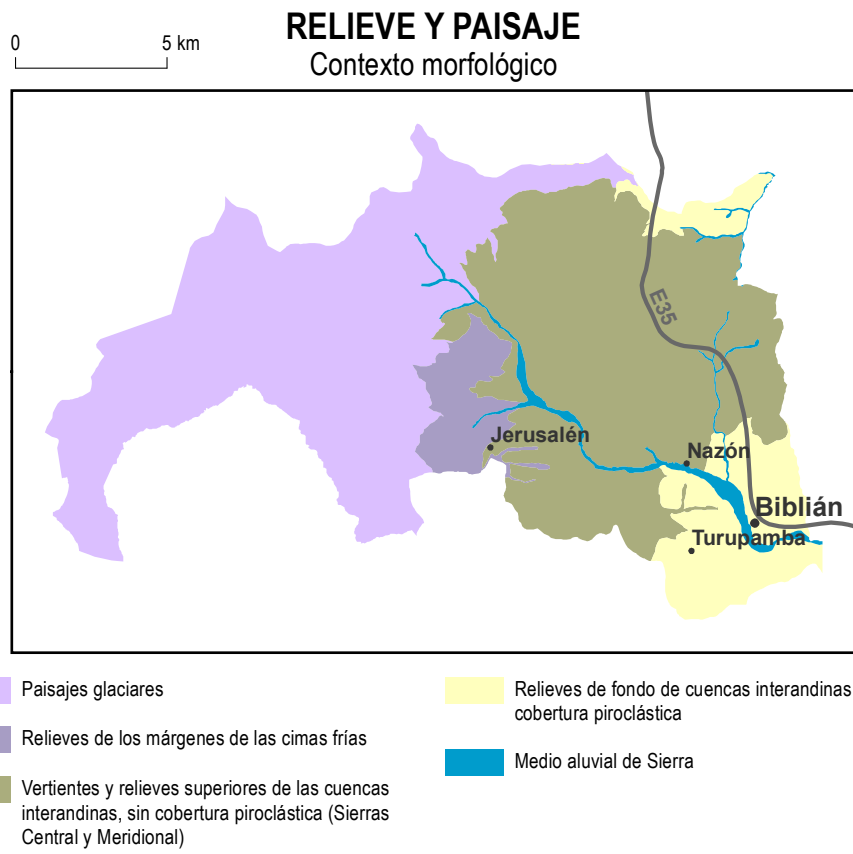 RELIEVE Y PAISAJE
Contexto morfológico
0 5 km
E35
Jerusalén
Nazón
Biblián
Turupamba
Paisajes glaciares
Relieves de los márgenes de las cimas frías
Vertientes y relieves superiores de las cuencas
interandinas, sin cobertura piroclástica (Sierras
Central y Meridional)
Relieves de fondo de cuencas interandinas
cobertura piroclástica
Medio aluvial de Sierra